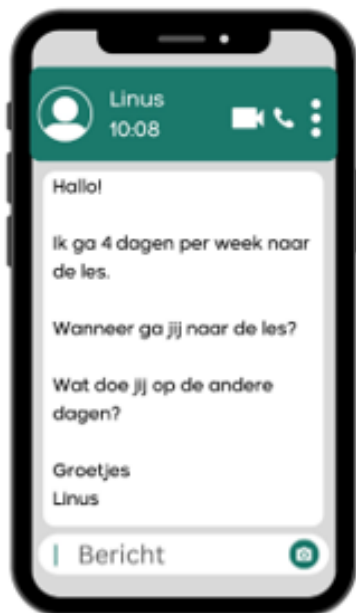 Linus
10:08
Hallo!
Ik ga 4 dagen per week naar
de les.
Wanneer ga jij naar de les?
Wat doe jij op de andere
dagen?
Groetjes
Linus
Bericht